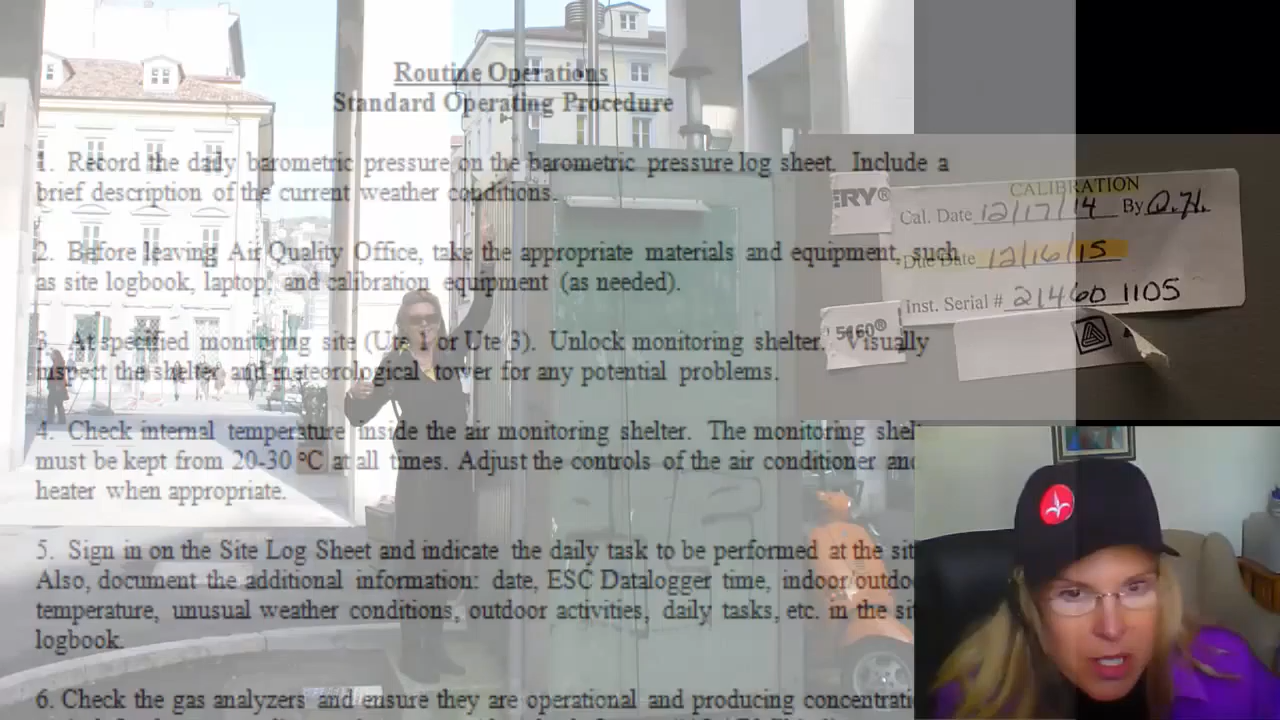 Routine Operations
Standard Operating Procedure
1. Record the daily barometric pressure on the barometric pressure log sheet. Include a
brief description of the current weather conditions.
2. Before leaving Air Quality Office, take the appropriate materials and equipment, such
as site logbook, laptop, and calibration equipment (as needed).
3. At specified monitoring site (Ute 1 or Ute 3). Unlock monitoring shelter. Visually
inspect the shelter and meteorological tower for any potential problems.
4. Check internal temperature inside the air monitoring shelter. The monitoring shel
must be kept from 20-30 °C at all times. Adjust the controls of the air conditioner and
heater when appropriate.
5. Sign in on the Site Log Sheet and indicate the daily task to be performed at the sit
Also, document the additional information: date, ESC Datalogger time, indoor/outdo
temperature, unusual weather conditions, outdoor activities, daily tasks, etc. in the sit
logbook.
6. Check the gas analyzers and ensure they are operational and producing concentratio
ERY®
CALIBRATION
Cal. Date 12/17/14 By Q.H.
Due Date 12/16/15
Inst. Serial # 21460 1105
5160®